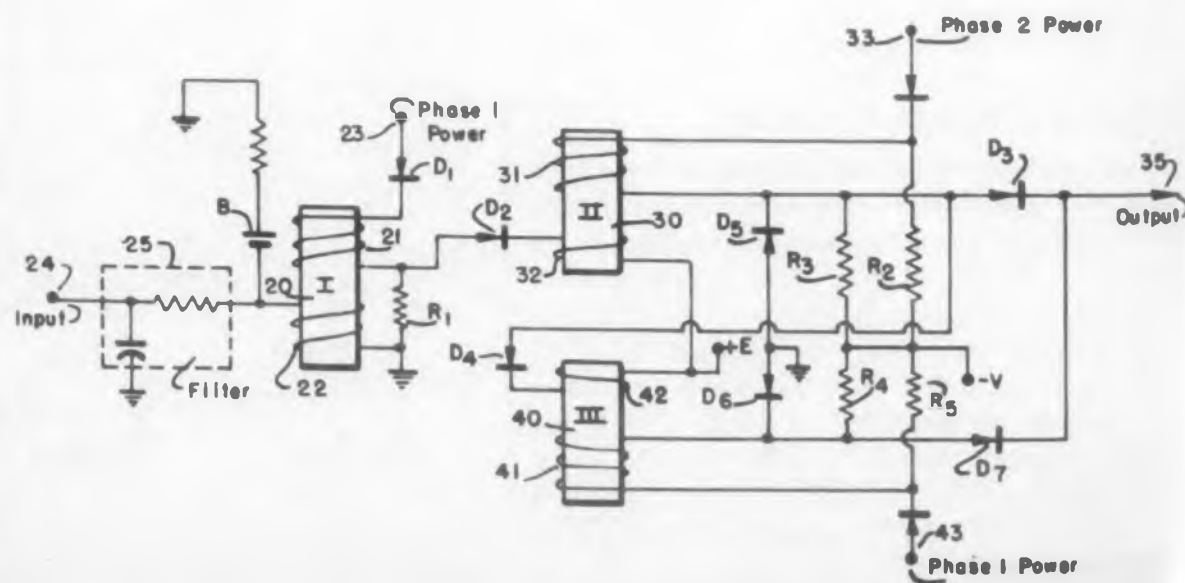 33
Phase 2 Power
Phase 1
Power
23
D1
31
II
30
32
D3
35
Output
B
25
24
Input
20
I
21
22
R1
D2
D5
R3
R2
Filter
D4
+E
-V
III
40
41
42
D6
R4
R5
D7
43
Phase 1 Power